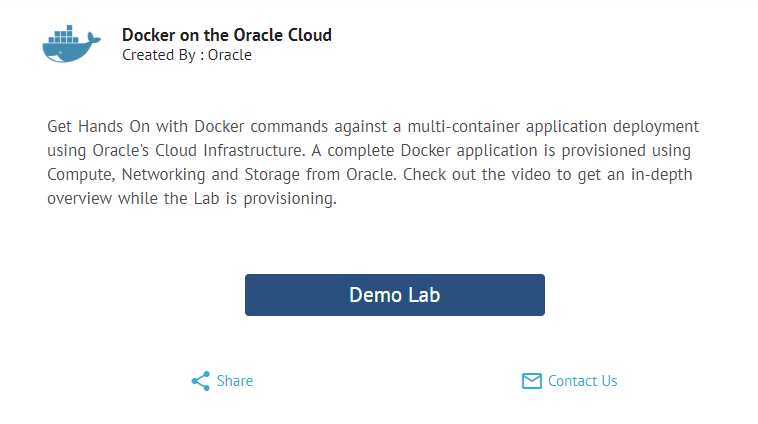 Docker on the Oracle Cloud
Created By : Oracle
Get Hands On with Docker commands against a multi-container application deployment
using Oracle's Cloud Infrastructure. A complete Docker application is provisioned using
Compute, Networking and Storage from Oracle. Check out the video to get an in-depth
overview while the Lab is provisioning.
Demo Lab
Share
Contact Us